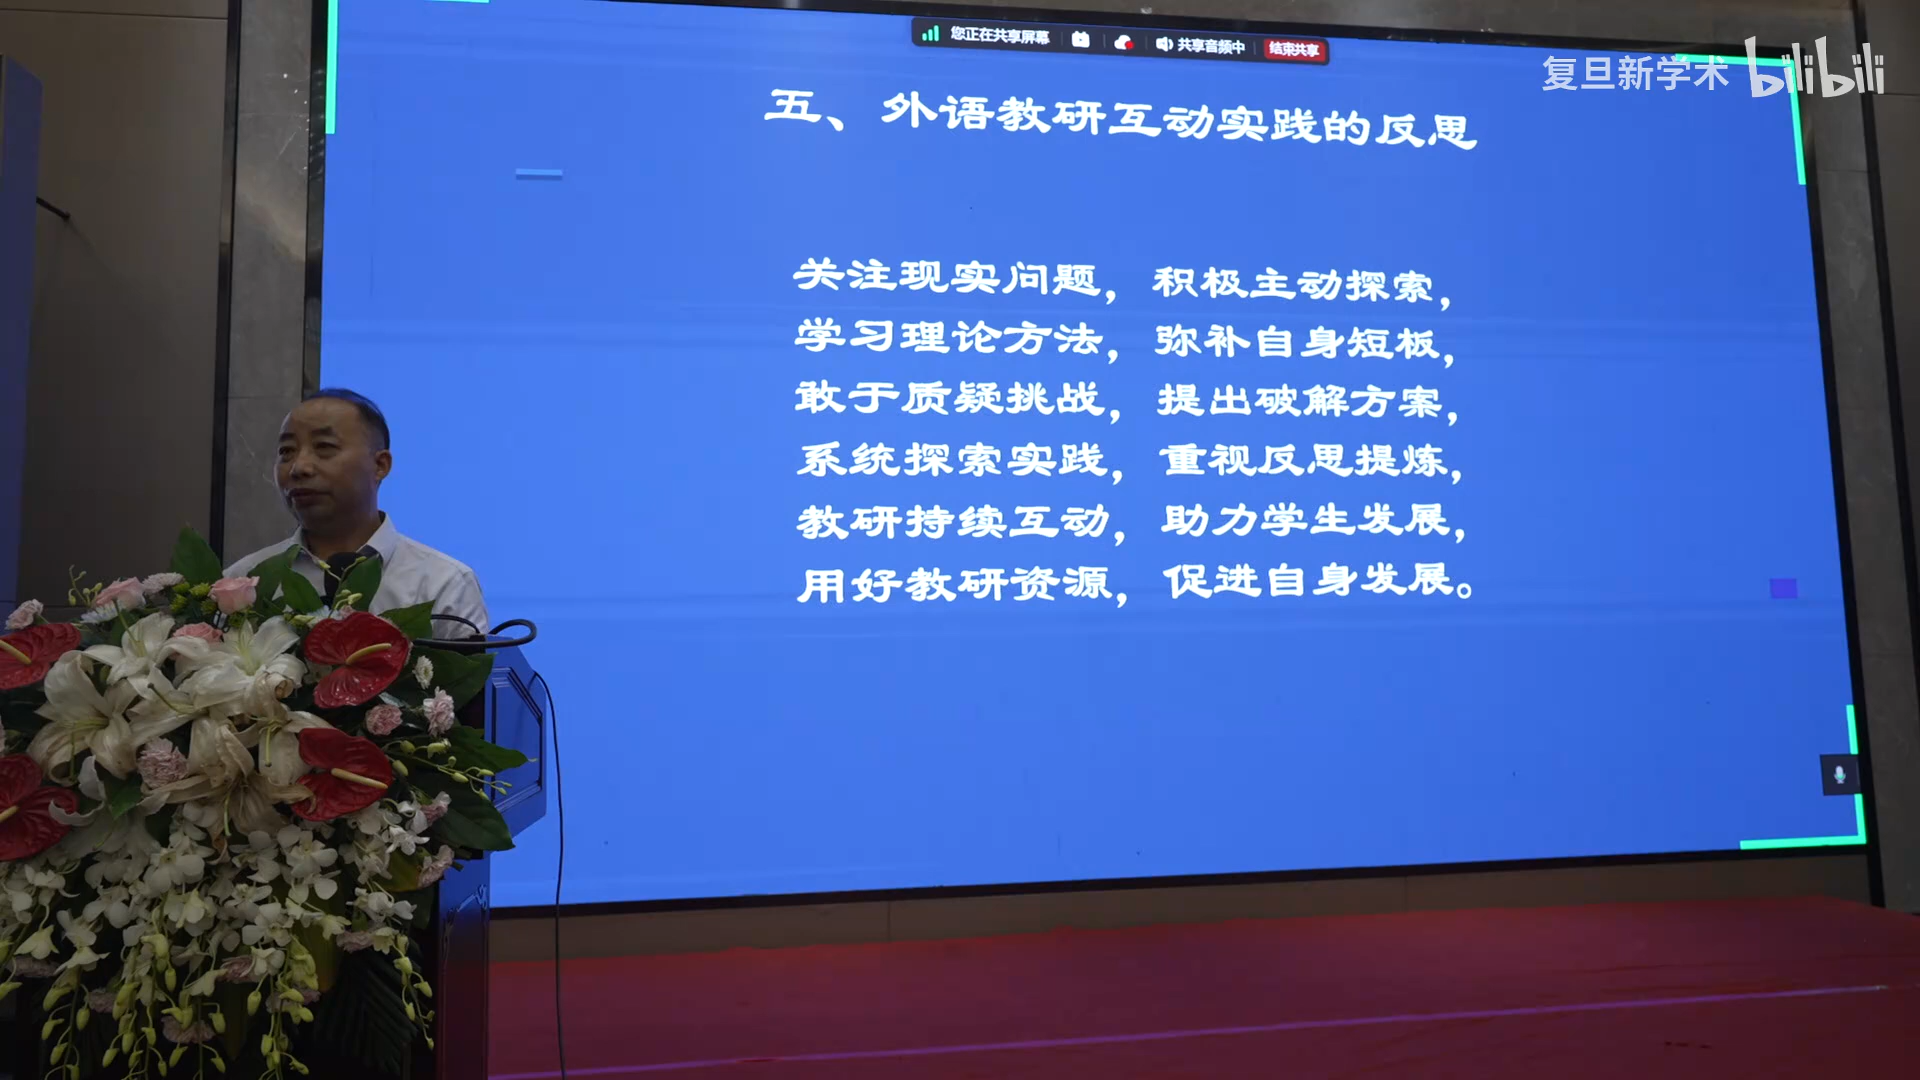 您正在共享屏幕 共享音频中 结束共享
复旦新学术 bilibili
五、外语教研互动实践的反思
关注现实问题，积极主动探索，
学习理论方法，弥补自身短板，
敢于质疑挑战，提出破解方案，
系统探索实践，重视反思提炼，
教研持续互动，助力学生发展，
用好教研资源，促进自身发展。